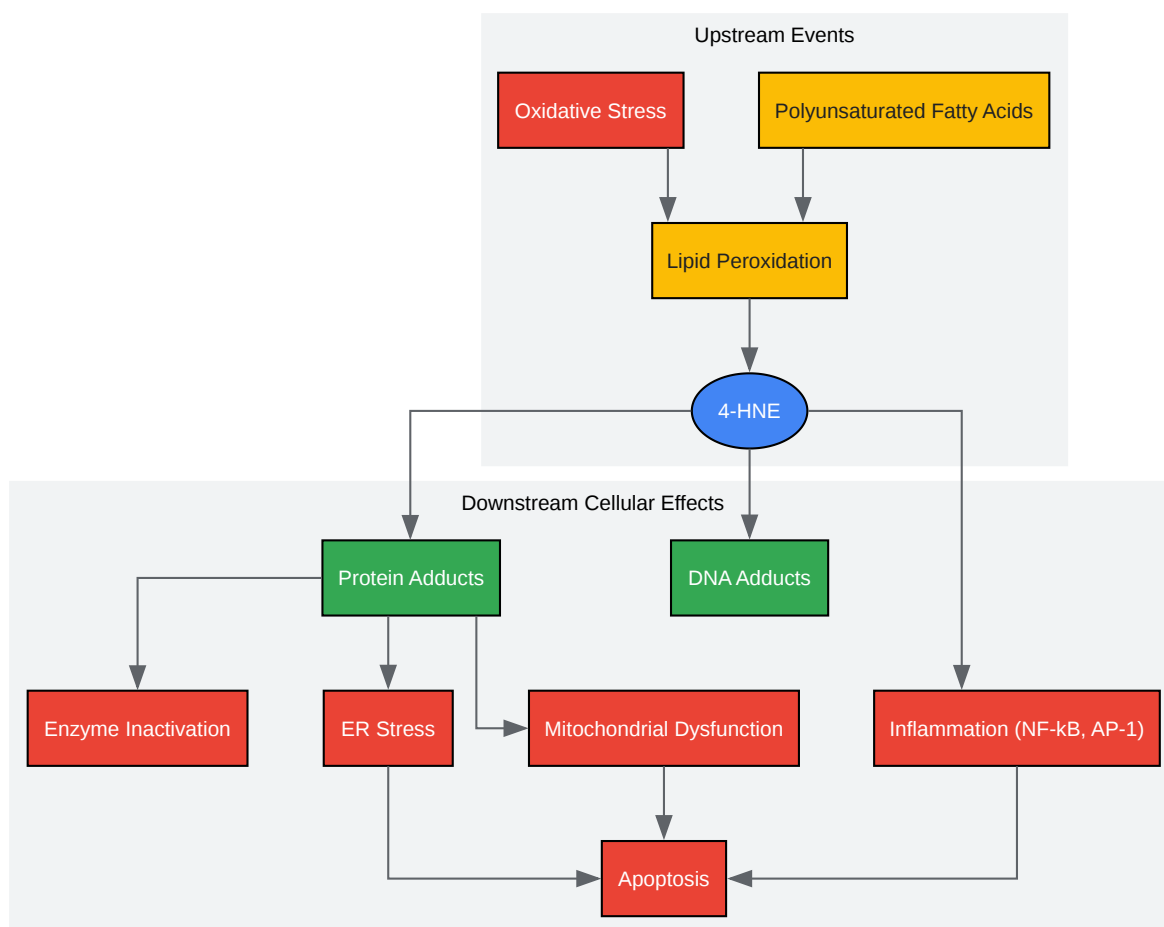 Upstream Events
Oxidative Stress
Polyunsaturated Fatty Acids
Lipid Peroxidation
4-HNE
Downstream Cellular Effects
Protein Adducts
DNA Adducts
Enzyme Inactivation
ER Stress
Mitochondrial Dysfunction
Inflammation (NF-kB, AP-1)
Apoptosis